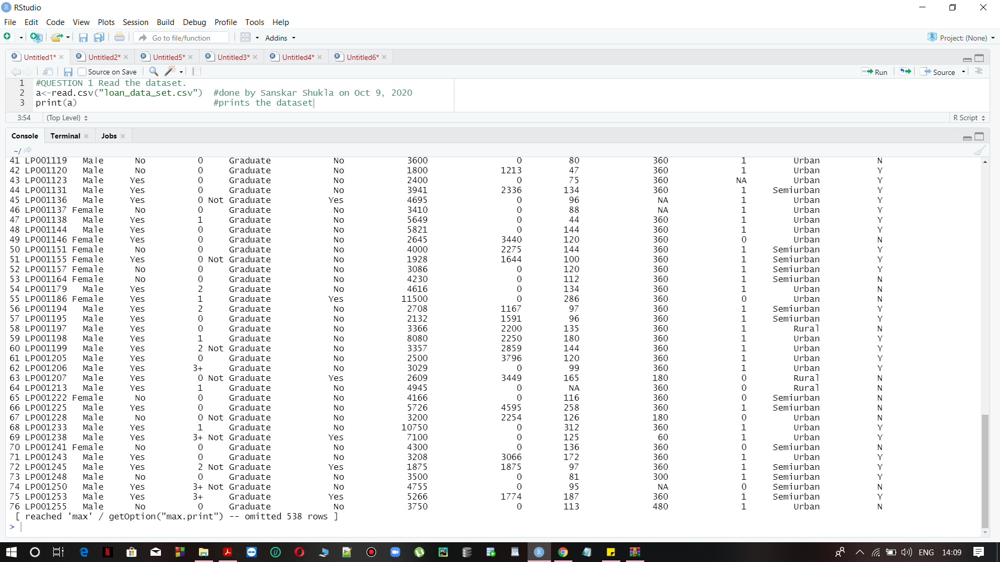 RStudio
File Edit Code View Plots Session Build Debug Profile Tools Help
Go to file/function Addins Project: (None)
Untitled1* Untitled2* Untitled5* Untitled3* Untitled4* Untitled6*
Source on Save Run Source
1 #QUESTION 1 Read the dataset.
2 a<-read.csv("loan_data_set.csv") #done by Sanskar Shukla on Oct 9, 2020
3 print(a) #prints the dataset
3:54 (Top Level) R Script
Console Terminal Jobs
~/
41 LP001119 Male No 0 Graduate No 3600 0 80 360 1 Urban N
42 LP001120 Male No 0 Graduate No 1800 1213 47 360 1 Urban Y
43 LP001123 Male Yes 0 Graduate No 2400 0 75 360 NA Urban Y
44 LP001131 Male Yes 0 Graduate No 3941 2336 134 360 1 Semiurban Y
45 LP001136 Male Yes 0 Not Graduate Yes 4695 0 96 NA 1 Urban Y
46 LP001137 Female No 0 Graduate No 3410 0 88 NA 1 Urban Y
47 LP001138 Male Yes 1 Graduate No 5649 0 44 360 1 Urban Y
48 LP001144 Male Yes 0 Graduate No 5821 0 144 360 1 Urban Y
49 LP001146 Female Yes 0 Graduate No 2645 3440 120 360 0 Urban N
50 LP001151 Female No 0 Graduate No 4000 2275 144 360 1 Semiurban Y
51 LP001155 Female Yes 0 Not Graduate No 1928 1644 100 360 1 Semiurban Y
52 LP001157 Female No 0 Graduate No 3086 0 120 360 1 Semiurban Y
53 LP001164 Female No 0 Graduate No 4230 0 112 360 1 Semiurban N
54 LP001179 Male Yes 2 Graduate No 4616 0 134 360 1 Urban N
55 LP001186 Female Yes 1 Graduate Yes 11500 0 286 360 0 Urban N
56 LP001194 Male Yes 2 Graduate No 2708 1167 97 360 1 Semiurban Y
57 LP001195 Male Yes 0 Graduate No 2132 1591 96 360 1 Semiurban Y
58 LP001197 Male Yes 0 Graduate No 3366 2200 135 360 1 Rural N
59 LP001198 Male Yes 1 Graduate No 8080 2250 180 360 1 Urban Y
60 LP001199 Male Yes 2 Not Graduate No 3357 2859 144 360 1 Urban Y
61 LP001205 Male Yes 0 Graduate No 2500 3796 120 360 1 Urban Y
62 LP001206 Male Yes 3+ Graduate No 3029 0 99 360 1 Urban Y
63 LP001207 Male Yes 0 Not Graduate Yes 2609 3449 165 180 0 Rural N
64 LP001213 Male Yes 1 Graduate No 4945 0 NA 360 0 Rural N
65 LP001222 Female No 0 Graduate No 4166 0 116 360 0 Semiurban N
66 LP001225 Male Yes 0 Graduate No 5726 4595 258 360 1 Semiurban N
67 LP001228 Male No 0 Not Graduate No 3200 2254 126 180 0 Urban N
68 LP001233 Male Yes 1 Graduate No 10750 0 312 360 1 Urban Y
69 LP001238 Male Yes 3+ Not Graduate Yes 7100 0 125 60 1 Urban Y
70 LP001241 Female No 0 Graduate No 4300 0 136 360 0 Semiurban N
71 LP001243 Male Yes 0 Graduate No 3208 3066 172 360 1 Urban Y
72 LP001245 Male Yes 2 Not Graduate Yes 1875 1875 97 360 1 Semiurban Y
73 LP001248 Male No 0 Graduate No 3500 0 81 300 1 Semiurban Y
74 LP001250 Male Yes 3+ Not Graduate No 4755 0 95 NA 0 Semiurban N
75 LP001253 Male Yes 3+ Graduate Yes 5266 1774 187 360 1 Semiurban Y
76 LP001255 Male No 0 Graduate No 3750 0 113 480 1 Urban N
[ reached 'max' / getOption("max.print") -- omitted 538 rows ]
>
ENG 14:09